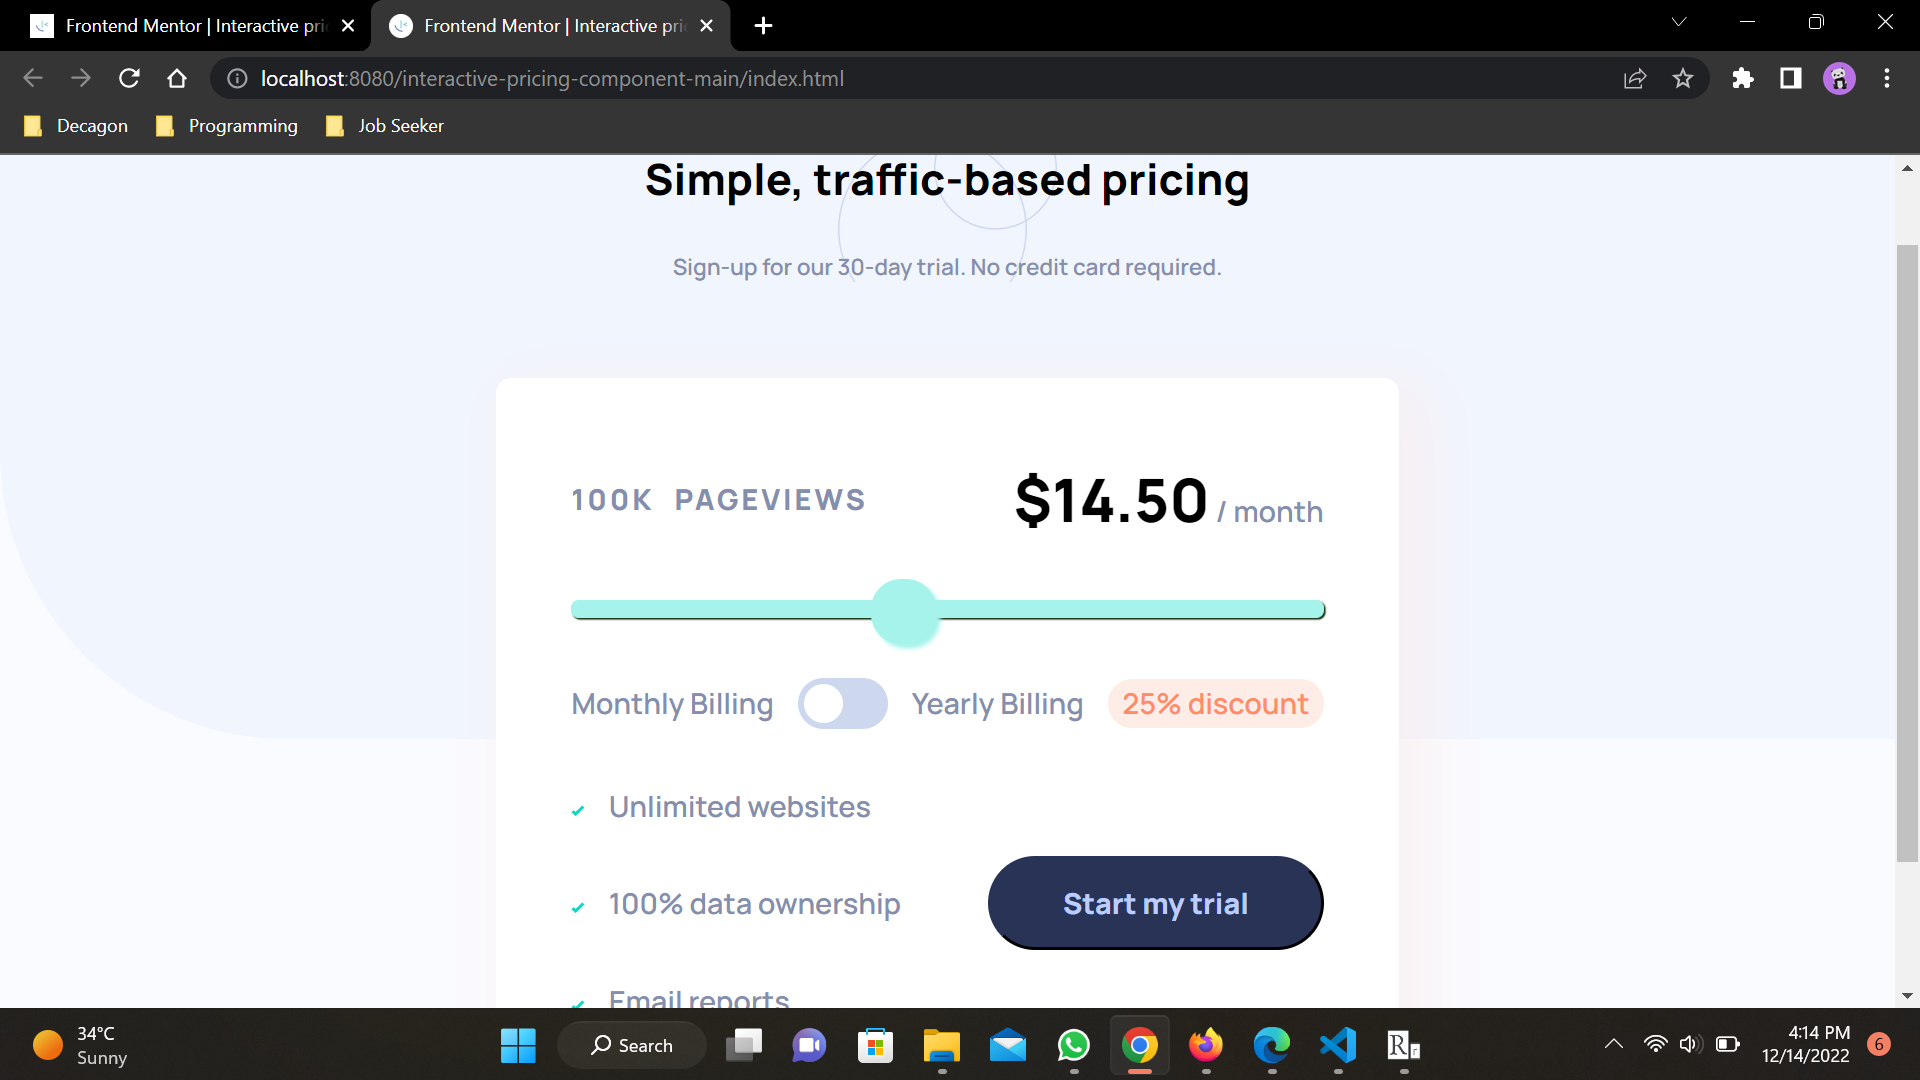 Frontend Mentor | Interactive pri
Frontend Mentor | Interactive pri
localhost:8080/interactive-pricing-component-main/index.html
Decagon
Programming
Job Seeker
Simple, traffic-based pricing
Sign-up for our 30-day trial. No credit card required.
100K PAGEVIEWS
$14.50 / month
Monthly Billing
Yearly Billing
25% discount
Unlimited websites
100% data ownership
Start my trial
Email reports
34°C
Sunny
Search
4:14 PM
12/14/2022
6